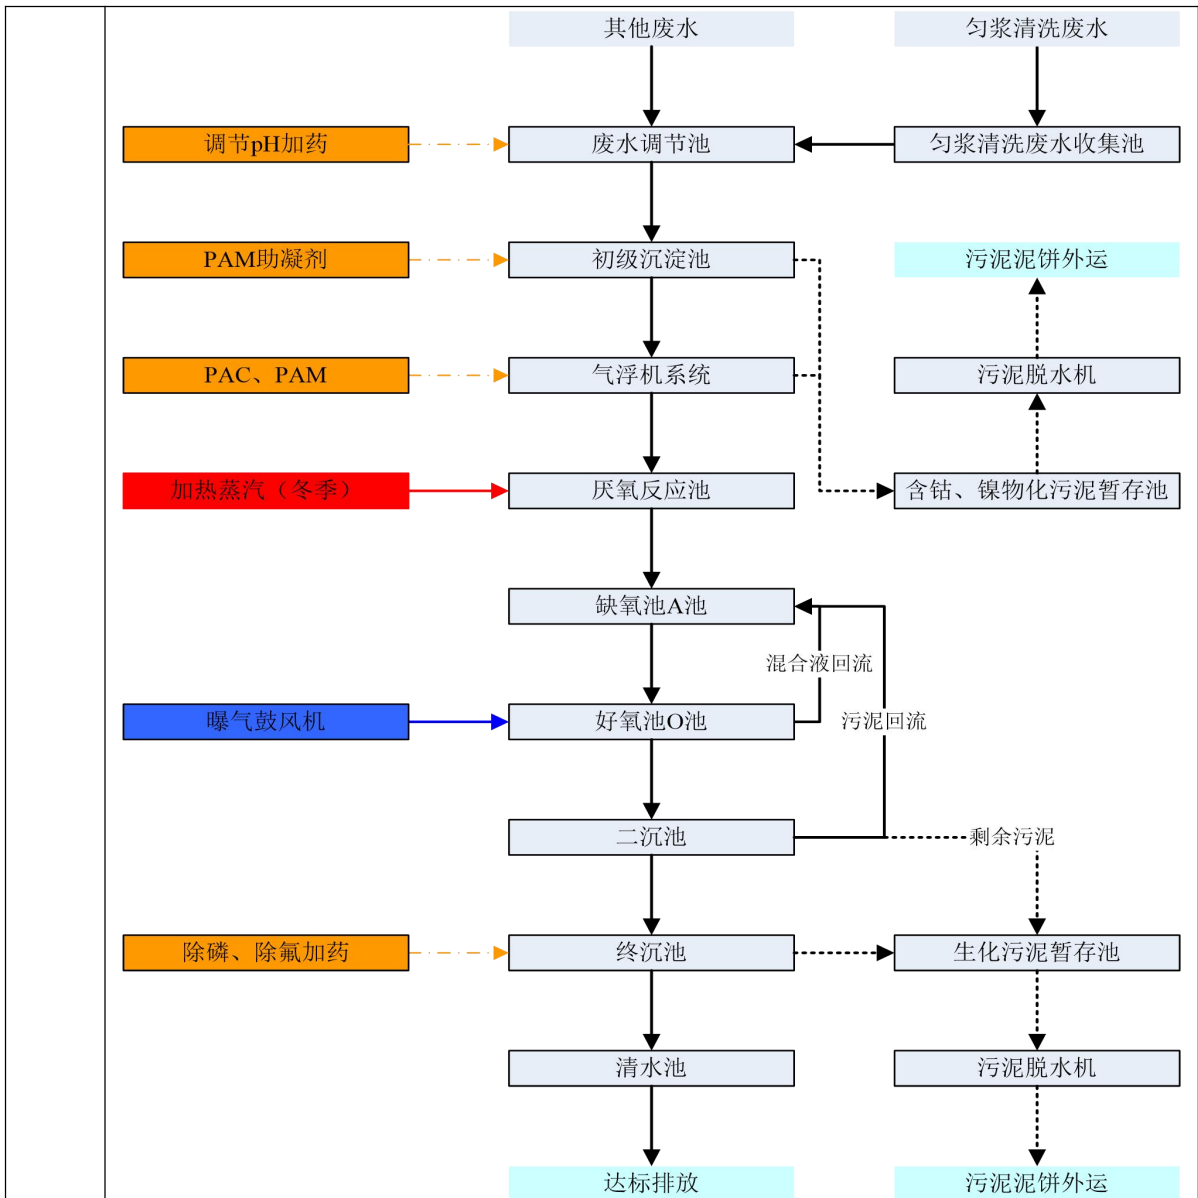 其他废水
匀浆清洗废水
调节pH加药
废水调节池
匀浆清洗废水收集池
PAM助凝剂
初级沉淀池
污泥泥饼外运
PAC、PAM
气浮机系统
污泥脱水机
加热蒸汽（冬季）
厌氧反应池
含钴、镍物化污泥暂存池
缺氧池A池
混合液回流
曝气鼓风机
好氧池O池
污泥回流
二沉池
剩余污泥
除磷、除氟加药
终沉池
生化污泥暂存池
清水池
污泥脱水机
达标排放
污泥泥饼外运